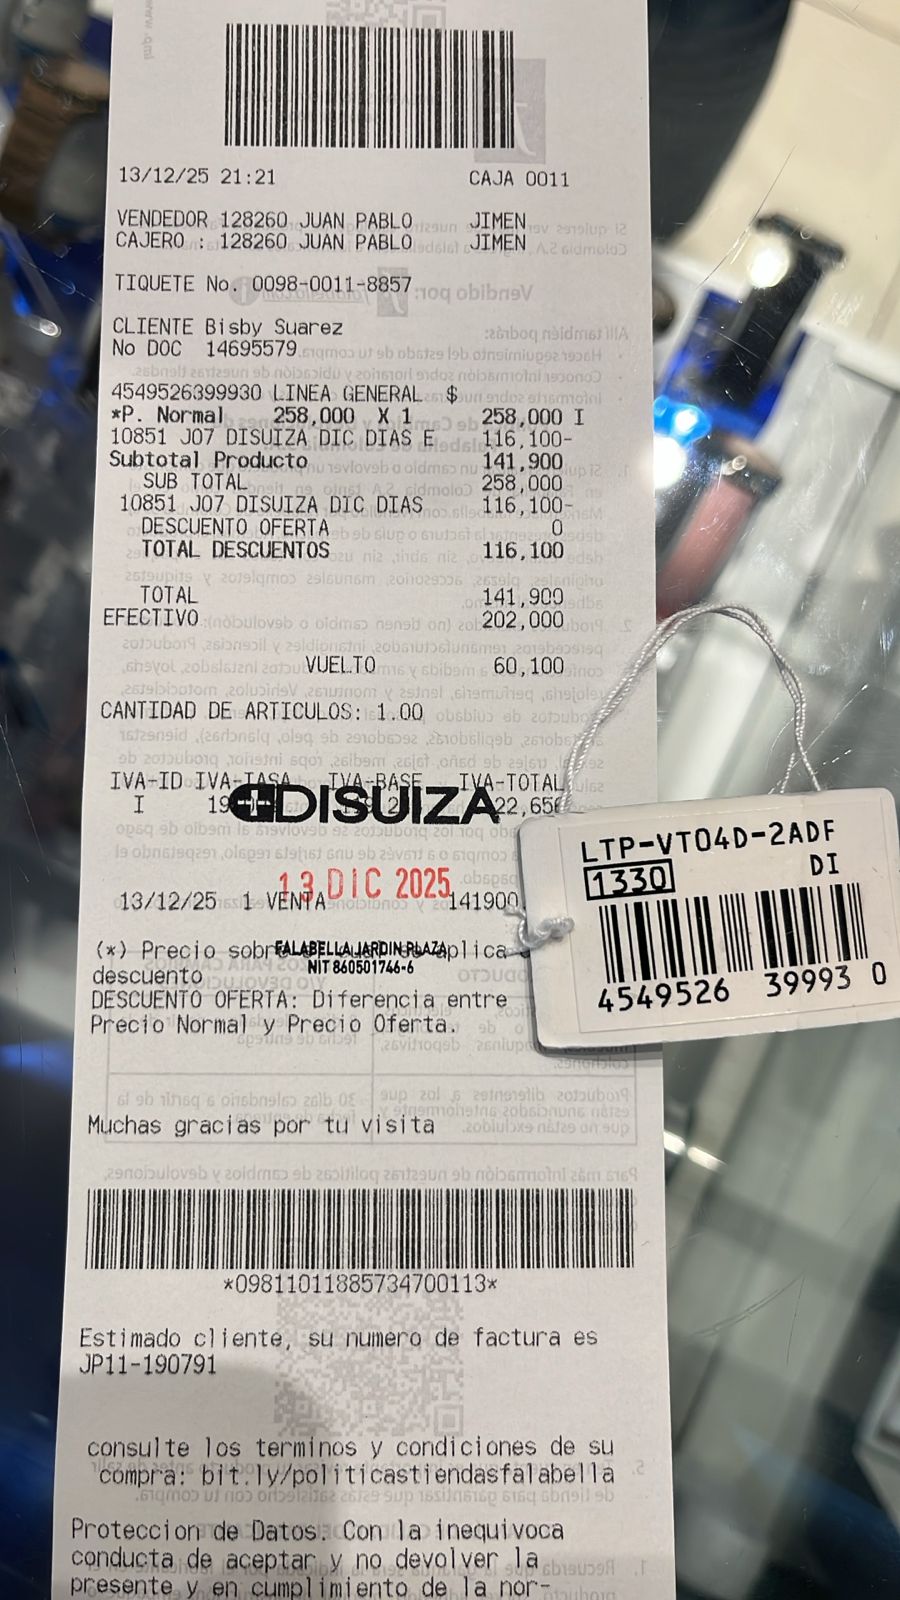 13/12/25 21:21 CAJA 0011
VENDEDOR 128260 JUAN PABLO JIMEN
CAJERO : 128260 JUAN PABLO JIMEN
TIQUETE No. 0098-0011-8857
CLIENTE Bisby Suarez
No DOC 14695579
4549526399930 LINEA GENERAL $
*P. Normal 258,000 X 1 258,000 I
10851 J07 DISUIZA DIC DIAS E 116,100-
Subtotal Producto 141,900
SUB TOTAL 258,000
10851 J07 DISUIZA DIC DIAS 116,100-
DESCUENTO OFERTA 0
TOTAL DESCUENTOS 116,100
TOTAL 141,900
EFECTIVO 202,000
VUELTO 60,100
CANTIDAD DE ARTICULOS: 1.00
IVA-ID IVA-TASA IVA-BASE IVA-TOTAL
I
DISUIZA
13 DIC 2025
13/12/25 1 VENTA 141900
FALABELLA JARDIN PLAZA
NIT 860501746-6
(*) Precio aplica
descuento
DESCUENTO OFERTA: Diferencia entre
Precio Normal y Precio Oferta.
Muchas gracias por tu visita
*09811011885734700113*
Estimado cliente, su numero de factura es
JP11-190791
consulte los terminos y condiciones de su
compra: bit.ly/politicastiendasfalabella
Proteccion de Datos. Con la inequivoca
conducta de aceptar y no devolver la
presente y en cumplimiento de la nor-
LTP-VT04D-2ADF
1330 DI
4549526 39993 0